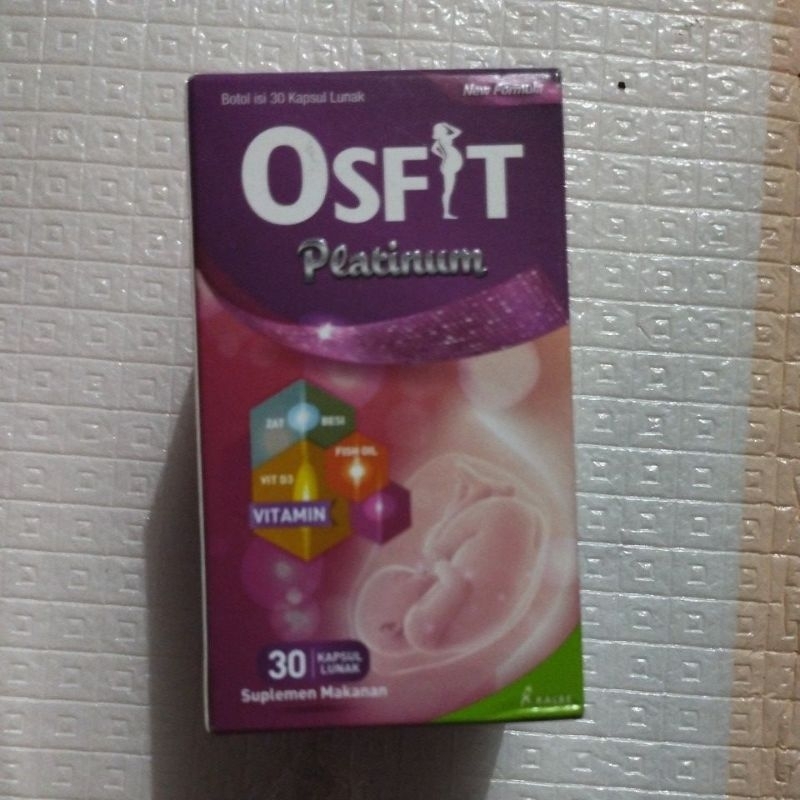 Botol isi 30 Kapsul Lunak
New Formula
OSFIT
Platinum
ZAT BESI
FISH OIL
VIT D3
VITAMIN
30 KAPSUL
LUNAK
Suplemen Makanan
KALBE